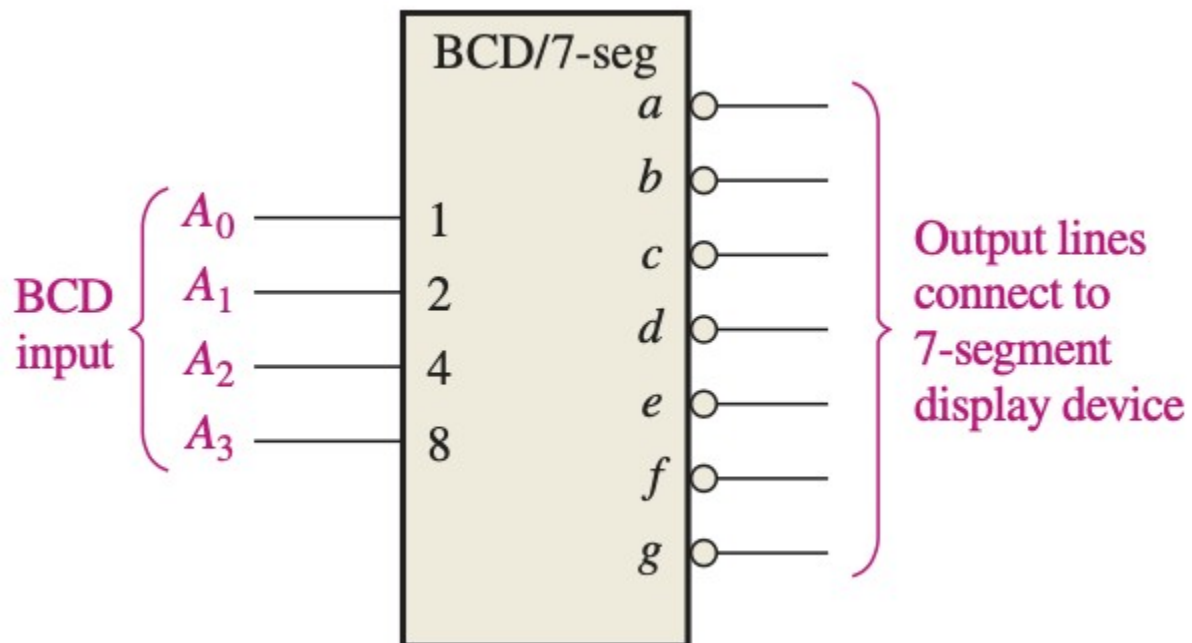 BCD/7-seg
a
b
c
d
e
f
g
1
2
4
8
A₀
A₁
A₂
A₃
BCD
input
Output lines
connect to
7-segment
display device